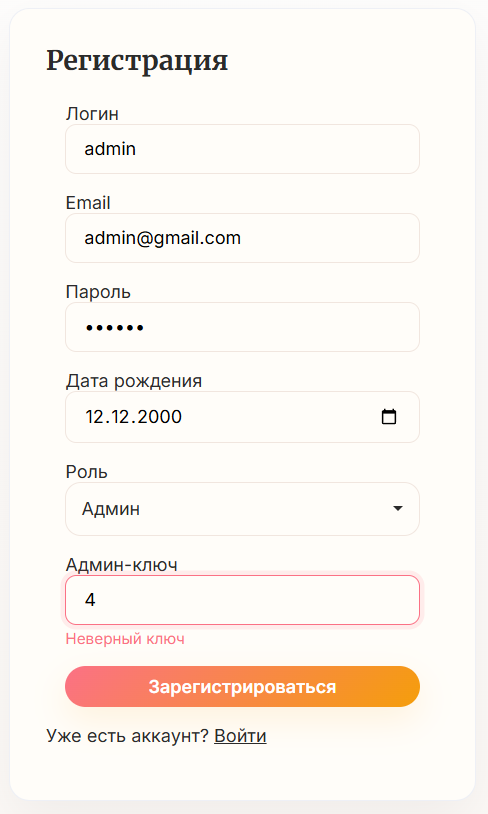 Регистрация
Логин
admin
Email
admin@gmail.com
Пароль
••••••
Дата рождения
12.12.2000
Роль
Админ
Админ-ключ
4
Неверный ключ
Зарегистрироваться
Уже есть аккаунт? Войти